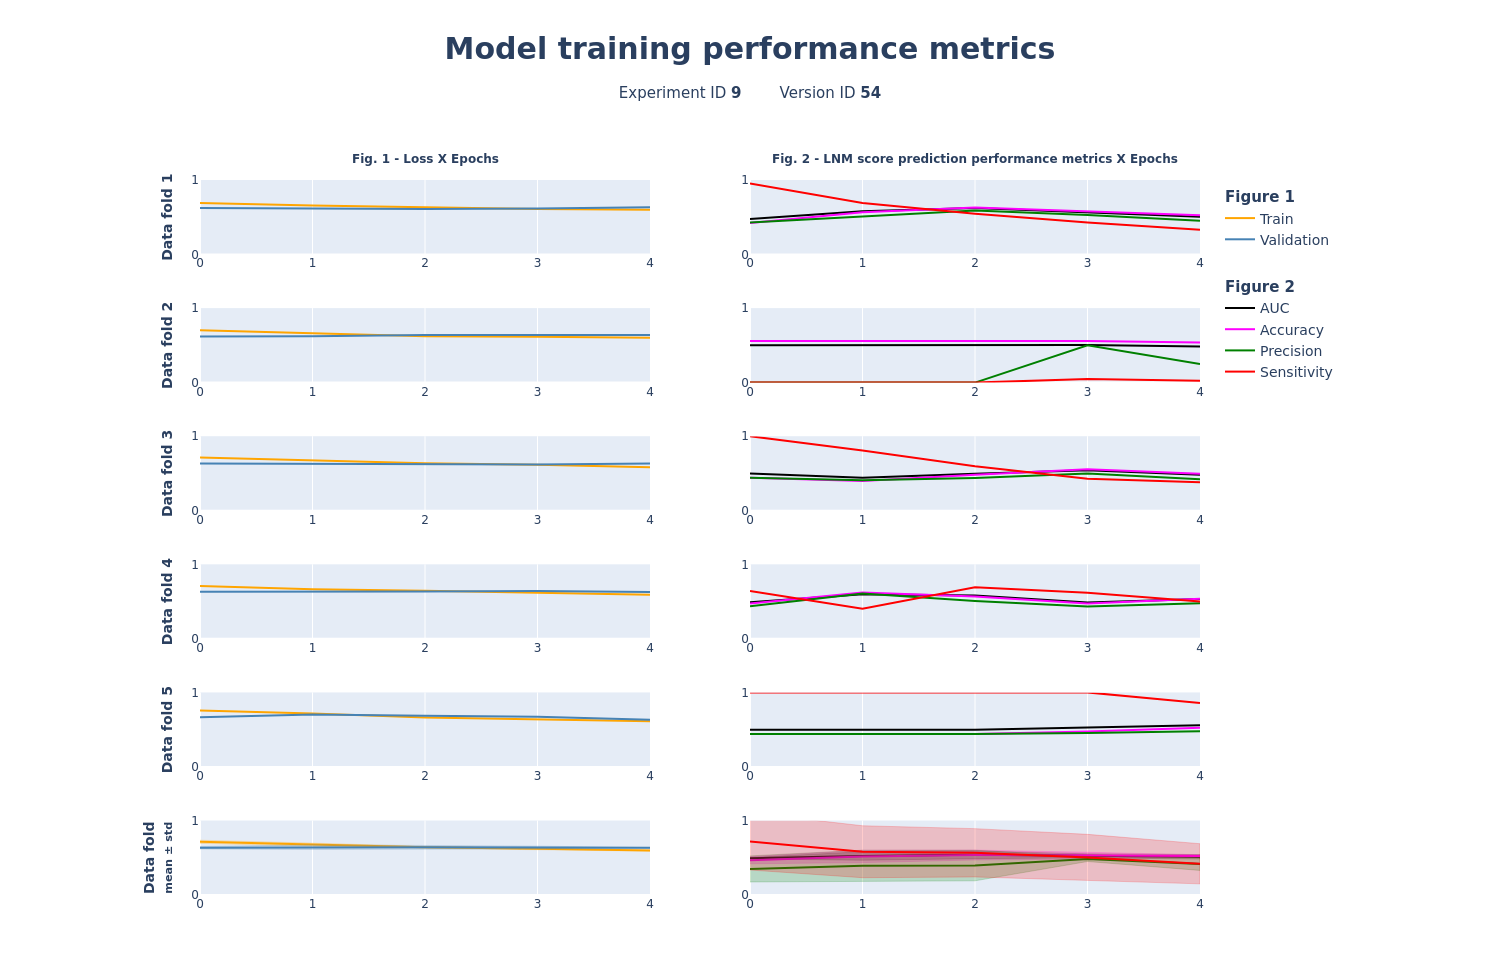 Model training performance metrics
Experiment ID 9 Version ID 54
Fig. 1 - Loss X Epochs
Fig. 2 - LNM score prediction performance metrics X Epochs
Data fold 1
1
0
0 1 2 3 4
1
0
0 1 2 3 4
Figure 1
Train
Validation
Figure 2
AUC
Accuracy
Precision
Sensitivity
Data fold 2
1
0
0 1 2 3 4
1
0
0 1 2 3 4
Data fold 3
1
0
0 1 2 3 4
1
0
0 1 2 3 4
Data fold 4
1
0
0 1 2 3 4
1
0
0 1 2 3 4
Data fold 5
1
0
0 1 2 3 4
1
0
0 1 2 3 4
Data fold
mean ± std
1
0
0 1 2 3 4
1
0
0 1 2 3 4